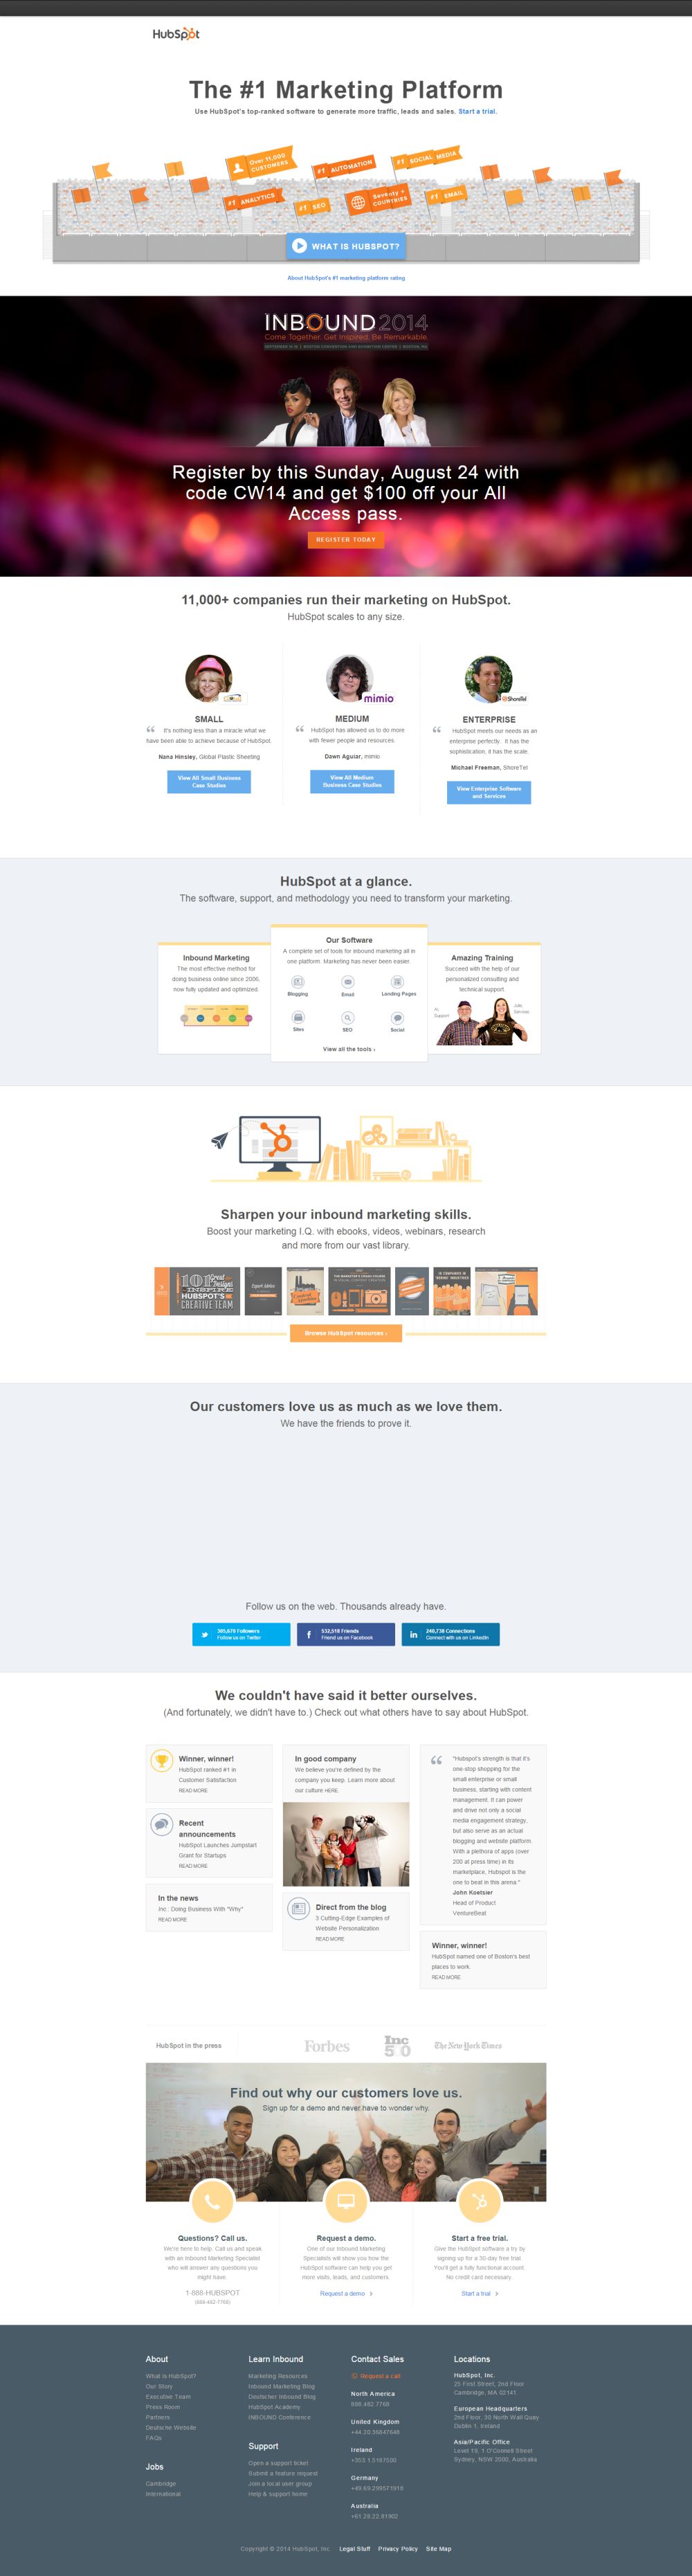 HubSpot
The #1 Marketing Platform
Use HubSpot's top-ranked software to generate more traffic, leads and sales. Start a trial.
Over 11,000
CUSTOMERS
#1 AUTOMATION
#1 SOCIAL MEDIA
#1 ANALYTICS
#1 SEO
Seventy +
COUNTRIES
#1 EMAIL
WHAT IS HUBSPOT?
About HubSpot's #1 marketing platform rating
INBOUND 2014
Come Together. Get Inspired. Be Remarkable.
Register by this Sunday, August 24 with
code CW14 and get $100 off your All
Access pass.
REGISTER TODAY
11,000+ companies run their marketing on HubSpot.
HubSpot scales to any size.
mimio
ShoreTel
SMALL
“ It's nothing less than a miracle what we
have been able to achieve because of HubSpot.
Nana Hinsley, Global Plastic Sheeting
View All Small Business
Case Studies
MEDIUM
“ HubSpot has allowed us to do more
with fewer people and resources.
Dawn Aguiar, mimio
View All Medium
Business Case Studies
ENTERPRISE
“ HubSpot meets our needs as an
enterprise perfectly. It has the
sophistication, it has the scale.
Michael Freeman, ShoreTel
View Enterprise Software
and Services
HubSpot at a glance.
The software, support, and methodology you need to transform your marketing.
Inbound Marketing
The most effective method for
doing business online since 2006,
now fully updated and optimized.
Our Software
A complete set of tools for inbound marketing all in
one platform. Marketing has never been easier.
Blogging
Email
Landing Pages
Sites
SEO
Social
View all the tools ›
Amazing Training
Succeed with the help of our
personalized consulting and
technical support.
Support
Sharpen your inbound marketing skills.
Boost your marketing I.Q. with ebooks, videos, webinars, research
and more from our vast library.
101 Great
Designs
INSPIRE
HUBSPOT'S
CREATIVE TEAM
Browse HubSpot resources ›
Our customers love us as much as we love them.
We have the friends to prove it.
Follow us on the web. Thousands already have.
385,670 Followers
Follow us on Twitter
532,518 Friends
Friend us on Facebook
240,738 Connections
Connect with us on LinkedIn
We couldn't have said it better ourselves.
(And fortunately, we didn't have to.) Check out what others have to say about HubSpot.
Winner, winner!
HubSpot ranked #1 in
Customer Satisfaction
READ MORE
Recent
announcements
HubSpot Launches Jumpstart
Grant for Startups
READ MORE
In the news
Inc.: Doing Business With "Why"
READ MORE
In good company
We believe you're defined by the
company you keep. Learn more about
our culture HERE.
Direct from the blog
3 Cutting-Edge Examples of
Website Personalization
READ MORE
“ "Hubspot's strength is that it's
one-stop shopping for the
small enterprise or small
business, starting with content
management. It can power
and drive not only a social
media engagement strategy,
but also serve as an actual
blogging and website platform.
With a plethora of apps (over
200 at press time) in its
marketplace, Hubspot is the
one to beat in this arena."
John Koetsier
Head of Product
VentureBeat
Winner, winner!
HubSpot named one of Boston's best
places to work.
READ MORE
HubSpot in the press
Forbes
Inc
500
The New York Times
Find out why our customers love us.
Sign up for a demo and never have to wonder why.
Questions? Call us.
We're here to help. Call us and speak
with an Inbound Marketing Specialist
who will answer any questions you
might have.
1-888-HUBSPOT
(888-482-7768)
Request a demo.
One of our Inbound Marketing
Specialists will show you how the
HubSpot software can help you get
more visits, leads, and customers.
Request a demo ›
Start a free trial.
Give the HubSpot software a try by
signing up for a 30-day free trial.
You'll get a fully functional account.
No credit card necessary.
Start a trial ›
About
What is HubSpot?
Our Story
Executive Team
Press Room
Partners
Deutsche Website
FAQs
Jobs
Cambridge
International
Learn Inbound
Marketing Resources
Inbound Marketing Blog
Deutscher Inbound Blog
HubSpot Academy
INBOUND Conference
Support
Open a support ticket
Submit a feature request
Join a local user group
Help & support home
Contact Sales
Request a call
North America
888.482.7768
United Kingdom
+44.20.36847648
Ireland
+353.1.5187500
Germany
+49.69.299571918
Australia
+61.28.22.81902
Locations
HubSpot, Inc.
25 First Street, 2nd Floor
Cambridge, MA 02141
European Headquarters
2nd Floor, 30 North Wall Quay
Dublin 1, Ireland
Asia/Pacific Office
Level 19, 1 O'Connell Street
Sydney, NSW 2000, Australia
Copyright © 2014 HubSpot, Inc. Legal Stuff Privacy Policy Site Map